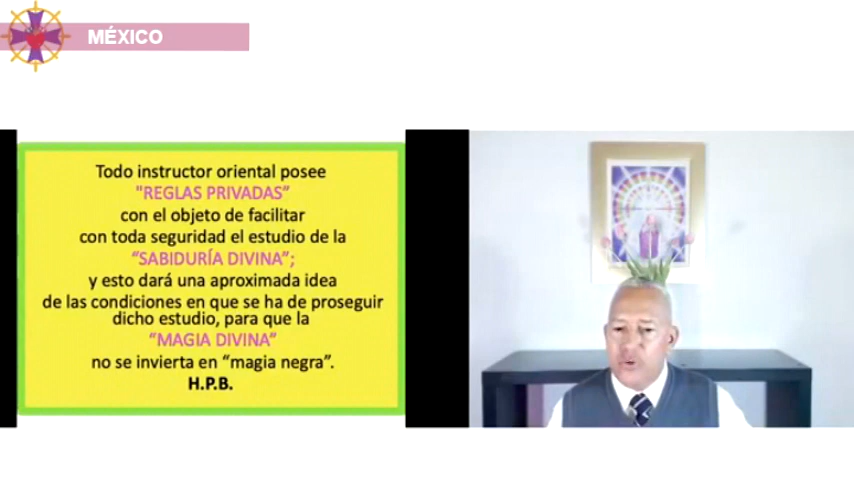 MÉXICO
Todo instructor oriental posee
"REGLAS PRIVADAS”
con el objeto de facilitar
con toda seguridad el estudio de la
“SABIDURÍA DIVINA”;
y esto dará una aproximada idea
de las condiciones en que se ha de proseguir
dicho estudio, para que la
“MAGIA DIVINA”
no se invierta en “magia negra”.
H.P.B.